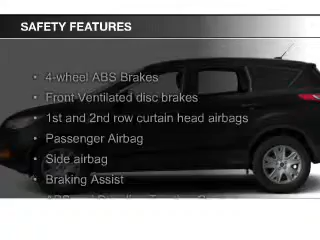 SAFETY FEATURES
• 4-wheel ABS Brakes
• Front Ventilated disc brakes
• 1st and 2nd row curtain head airbags
• Passenger Airbag
• Side airbag
• Braking Assist